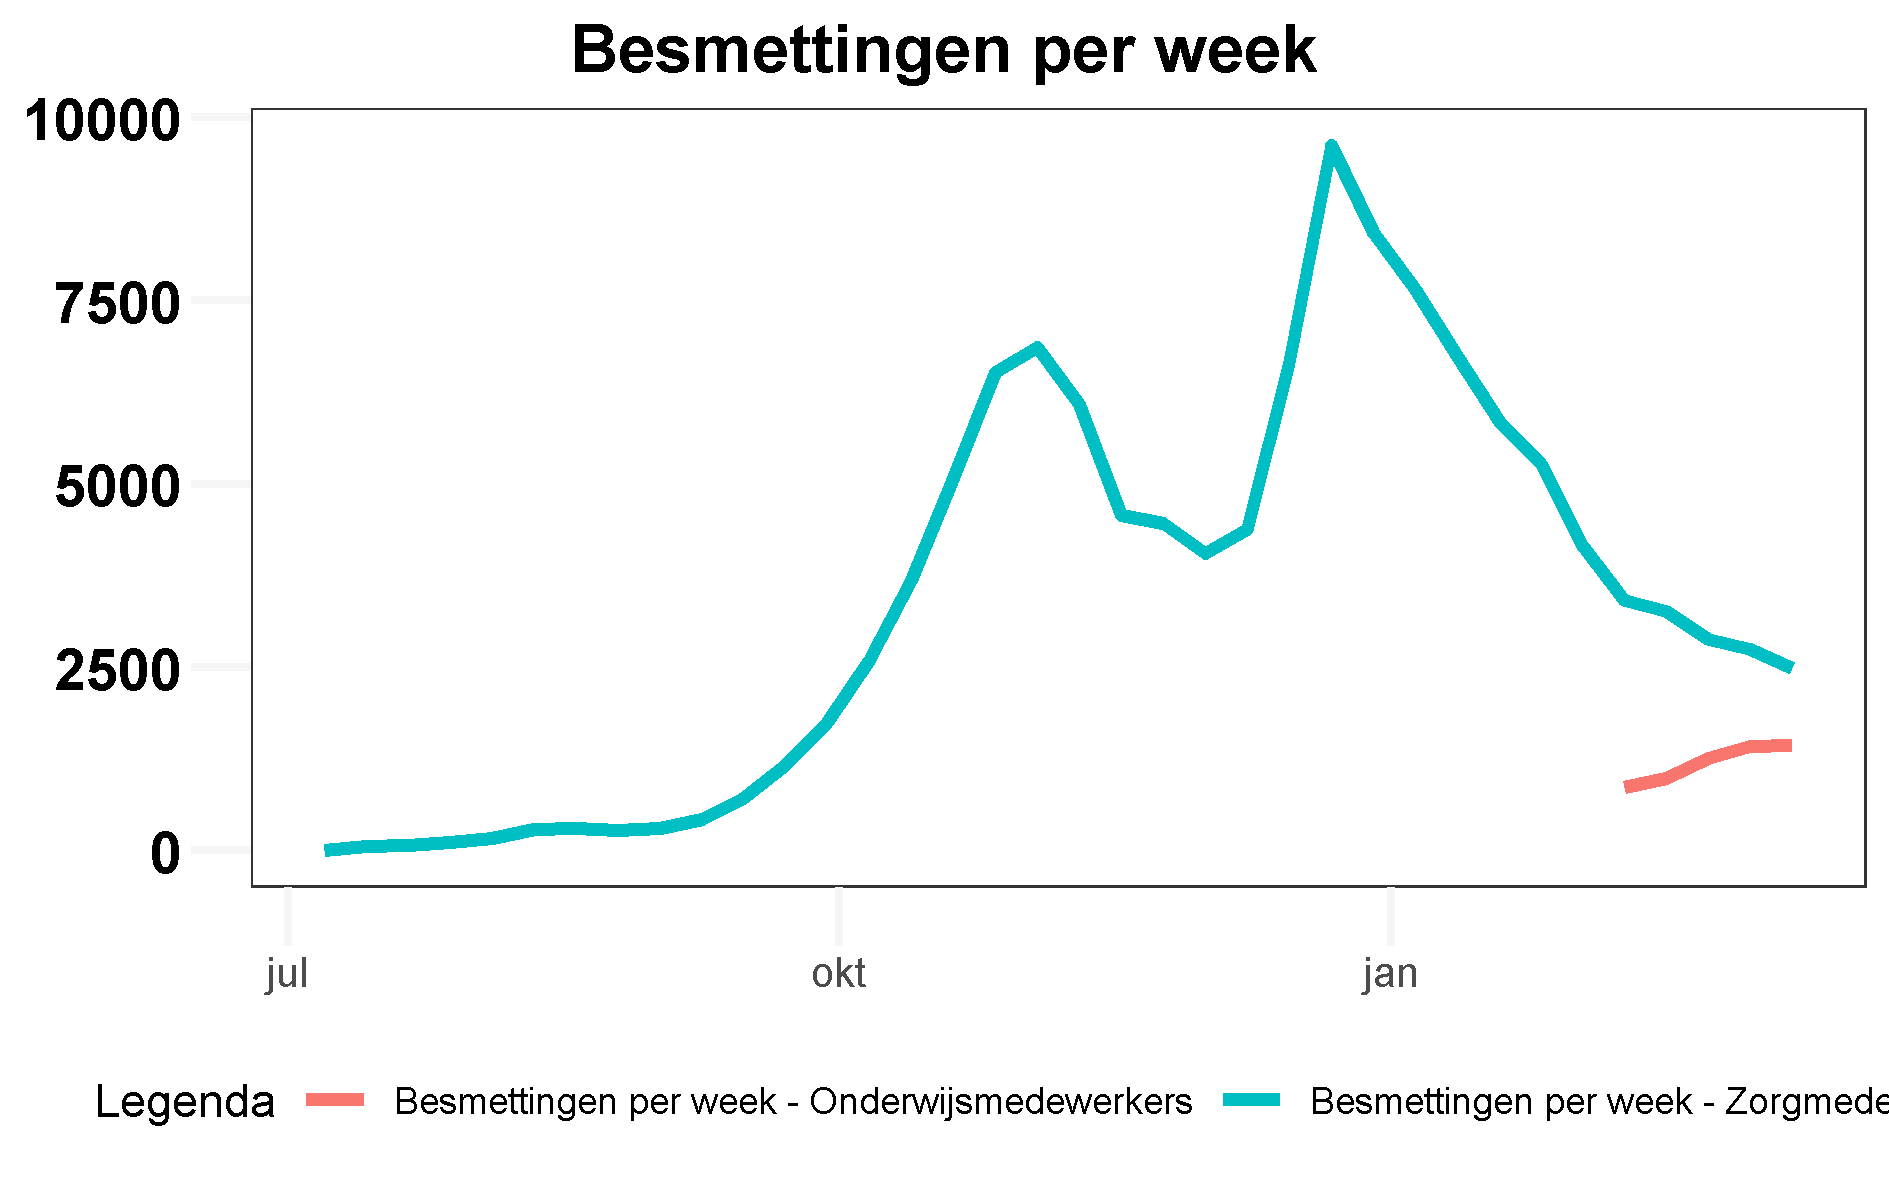 Besmettingen per week
10000
7500
5000
2500
0
jul okt jan
Legenda Besmettingen per week - Onderwijsmedewerkers Besmettingen per week - Zorgmede